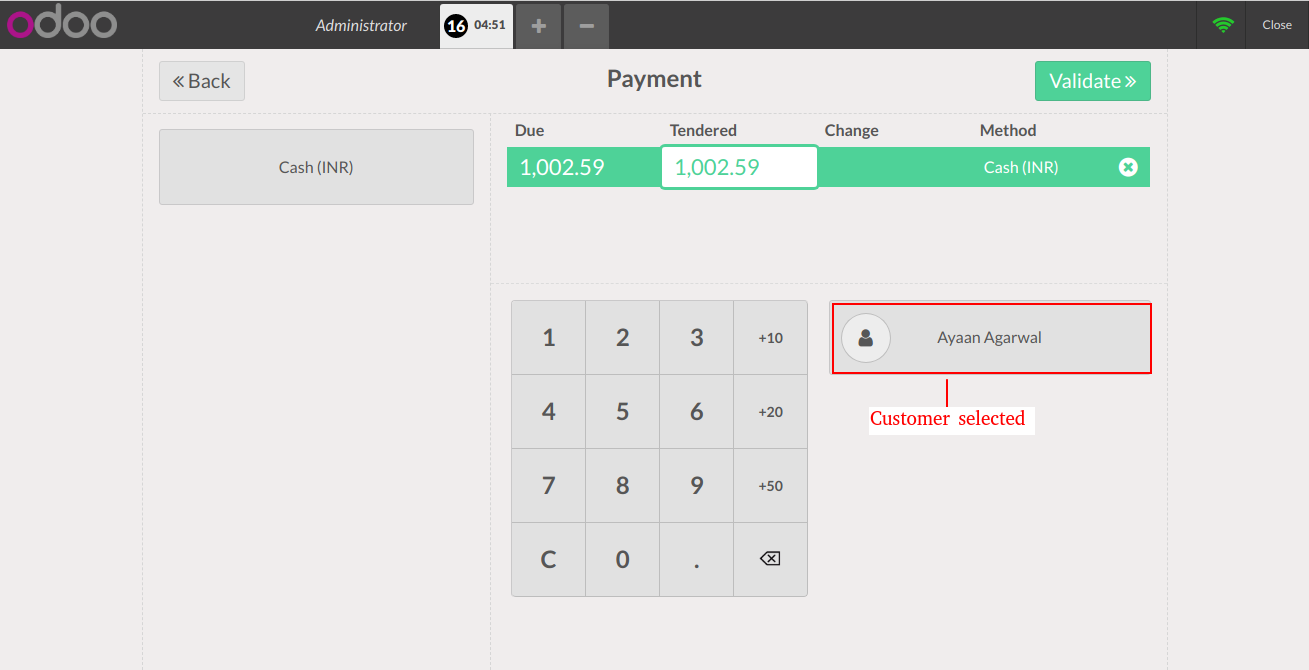 odoo Administrator 16 04:51 + − Close
« Back Payment Validate »
Due Tendered Change Method
Cash (INR)
1,002.59 1,002.59 Cash (INR)
1 2 3 +10
Ayaan Agarwal
4 5 6 +20
Customer selected
7 8 9 +50
C 0 .